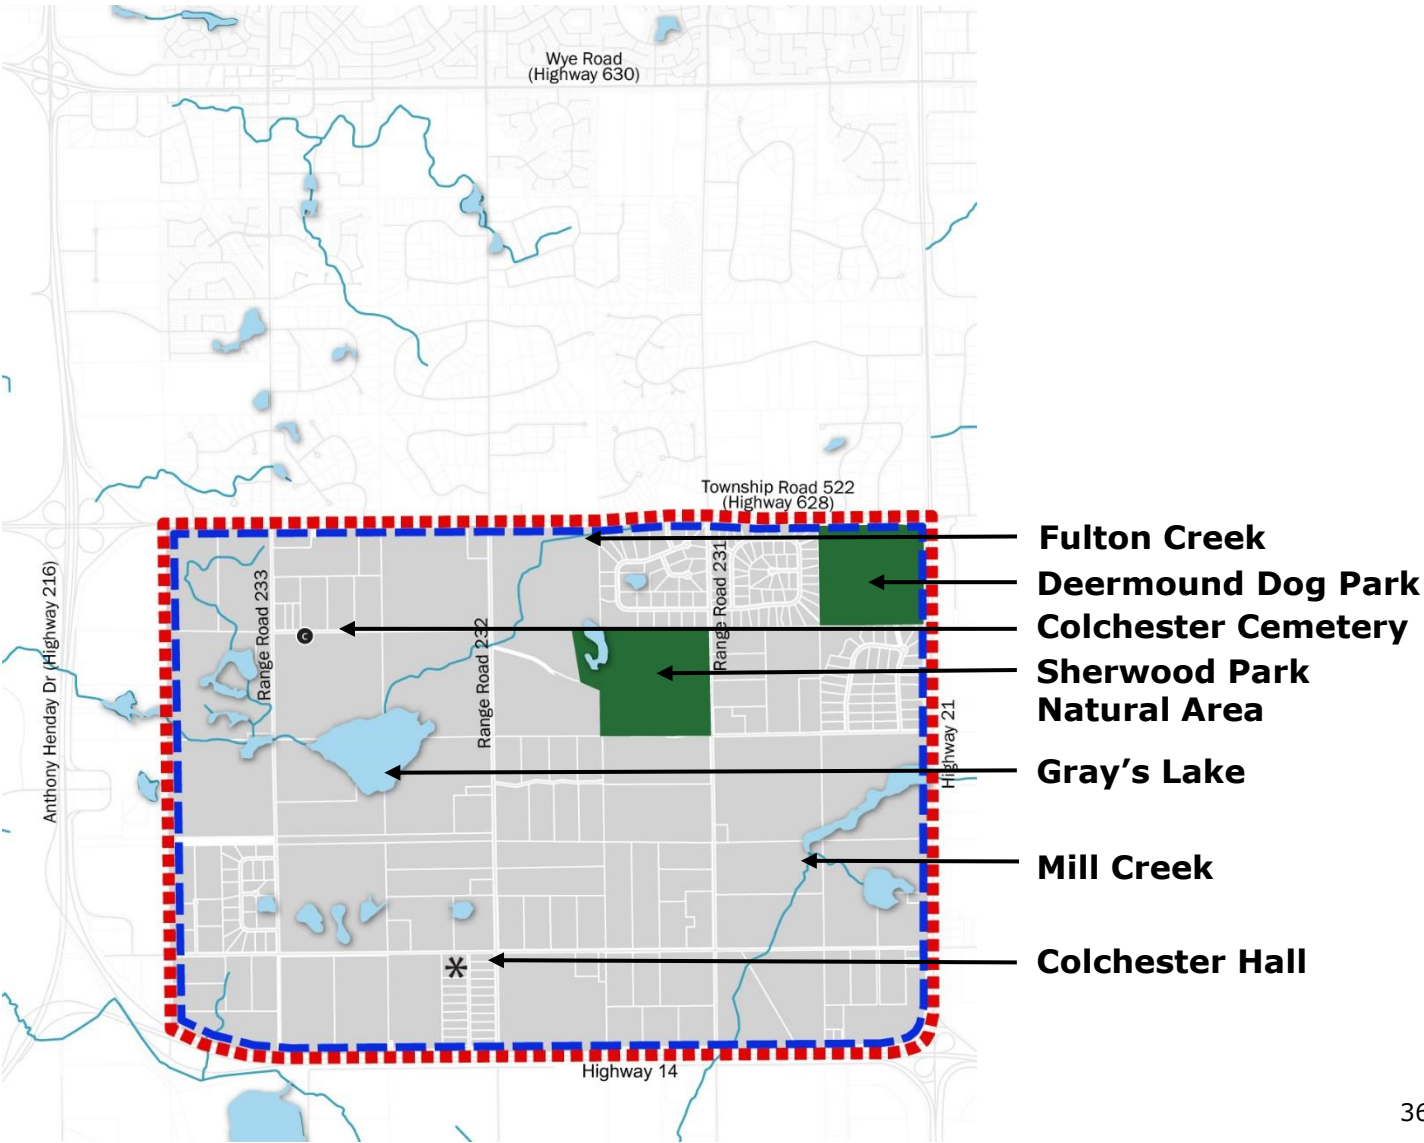 Wye Road
(Highway 630)
Township Road 522
(Highway 628)
Anthony Henday Dr (Highway 216)
Range Road 233
Range Road 232
Range Road 231
Highway 21
C
*
Highway 14
Fulton Creek
Deermound Dog Park
Colchester Cemetery
Sherwood Park
Natural Area
Gray’s Lake
Mill Creek
Colchester Hall
36